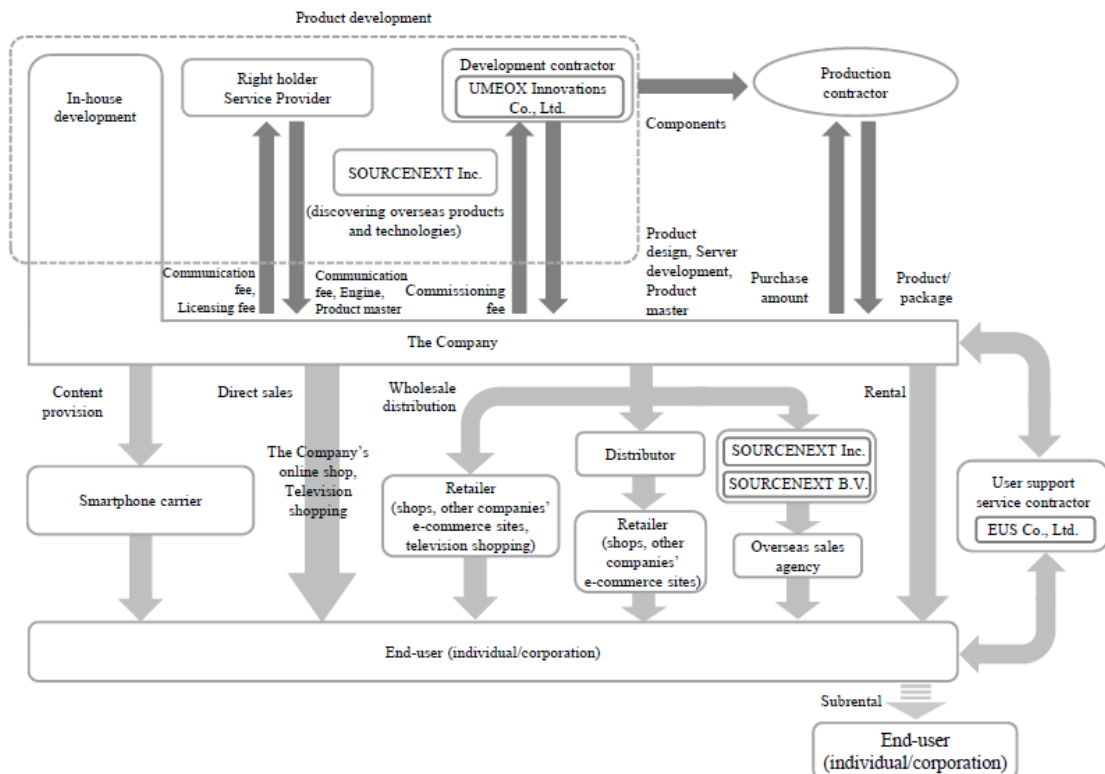 Product development
In-house
development
Right holder
Service Provider
Development contractor
UMEOX Innovations
Co., Ltd.
Production
contractor
Components
SOURCENEXT Inc.
(discovering overseas products
and technologies)
Communication
fee,
Licensing fee
Communication
fee, Engine,
Product master
Commissioning
fee
Product
design, Server
development,
Product
master
Purchase
amount
Product/
package
The Company
Content
provision
Direct sales
Wholesale
distribution
Rental
The Company's
online shop,
Television
shopping
Smartphone carrier
Retailer
(shops, other companies'
e-commerce sites,
television shopping)
Distributor
Retailer
(shops, other
companies'
e-commerce sites)
SOURCENEXT Inc.
SOURCENEXT B.V.
Overseas sales
agency
User support
service contractor
EUS Co., Ltd.
End-user (individual/corporation)
Subrental
End-user
(individual/corporation)